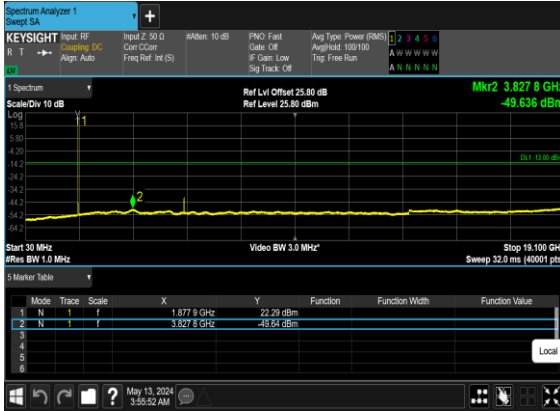 Spectrum Analyzer 1
Swept SA
+
KEYSIGHT
R T
Input: RF
Coupling: DC
Align: Auto
Input Z: 50 Ω
Corr CCorr
Freq Ref: Int (S)
#Atten: 10 dB
PNO: Fast
Gate: Off
IF Gain: Low
Sig Track: Off
Avg Type: Power (RMS)
Avg|Hold: 100/100
Trig: Free Run
1 2 3 4 5 6
A W W W W W
A N N N N N
1 Spectrum
Scale/Div 10 dB
Ref Lvl Offset 25.80 dB
Ref Level 25.80 dBm
Mkr2 3.827 8 GHz
-49.636 dBm
Log
15.8
5.80
-4.20
-14.2
-24.2
-34.2
-44.2
-54.2
-64.2
1
2
DL1 -13.00 dBm
Start 30 MHz
#Res BW 1.0 MHz
Video BW 3.0 MHz*
Stop 19.100 GHz
Sweep 32.0 ms (40001 pts
5 Marker Table
Mode Trace Scale X Y Function Function Width Function Value
1 N 1 f 1.877 9 GHz 22.29 dBm
2 N 1 f 3.827 8 GHz -49.64 dBm
3
4
5
6
Local
?
May 13, 2024
3:55:52 AM